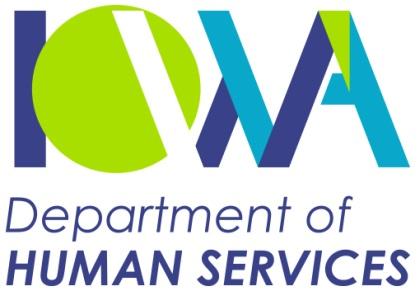 IOWA
Department of
HUMAN SERVICES